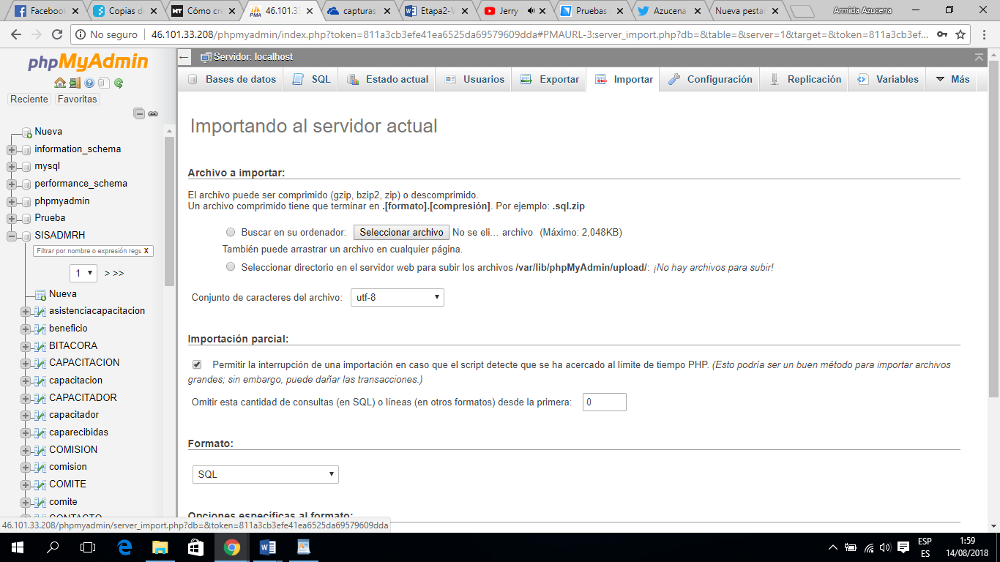 Facebook
Copias d
Cómo cre
46.101.33
capturas
Etapa2-V
Jerry
Pruebas
Azucena
Nueva pesta
Armida Azucena
No seguro
46.101.33.208/phpmyadmin/index.php?token=811a3cb3efe41ea6525da69579609dda#PMAURL-3:server_import.php?db=&table=&server=1&target=&token=811a3cb3ef...
phpMyAdmin
Reciente
Favoritas
Nueva
information_schema
mysql
performance_schema
phpmyadmin
Prueba
SISADMRH
Filtrar por nombre o expresión regu X
1 > >>
Nueva
asistenciacapacitacion
beneficio
BITACORA
CAPACITACION
capacitacion
CAPACITADOR
capacitador
caparecibidas
COMISION
comision
COMITE
comite
CONTACTO
Servidor: localhost
Bases de datos
SQL
Estado actual
Usuarios
Exportar
Importar
Configuración
Replicación
Variables
Más
Importando al servidor actual
Archivo a importar:
El archivo puede ser comprimido (gzip, bzip2, zip) o descomprimido.
Un archivo comprimido tiene que terminar en .[formato].[compresión]. Por ejemplo: .sql.zip
Buscar en su ordenador: Seleccionar archivo No se eli... archivo (Máximo: 2,048KB)
También puede arrastrar un archivo en cualquier página.
Seleccionar directorio en el servidor web para subir los archivos /var/lib/phpMyAdmin/upload/: ¡No hay archivos para subir!
Conjunto de caracteres del archivo: utf-8
Importación parcial:
Permitir la interrupción de una importación en caso que el script detecte que se ha acercado al límite de tiempo PHP. (Esto podría ser un buen método para importar archivos
grandes; sin embargo, puede dañar las transacciones.)
Omitir esta cantidad de consultas (en SQL) o líneas (en otros formatos) desde la primera: 0
Formato:
SQL
Opciones específicas al formato:
46.101.33.208/phpmyadmin/server_import.php?db=&token=811a3cb3efe41ea6525da69579609dda
ESP
ES
1:59
14/08/2018